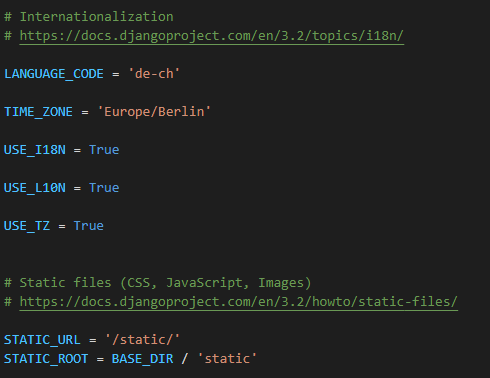 # Internationalization
# https://docs.djangoproject.com/en/3.2/topics/i18n/
LANGUAGE_CODE = 'de-ch'
TIME_ZONE = 'Europe/Berlin'
USE_I18N = True
USE_L10N = True
USE_TZ = True
# Static files (CSS, JavaScript, Images)
# https://docs.djangoproject.com/en/3.2/howto/static-files/
STATIC_URL = '/static/'
STATIC_ROOT = BASE_DIR / 'static'